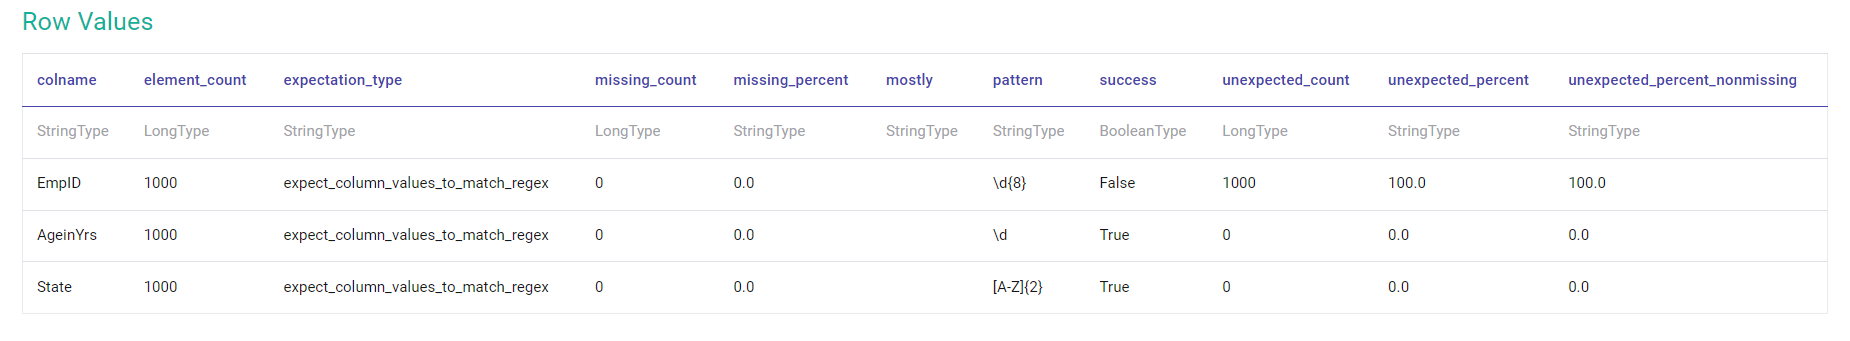 Row Values
colname element_count expectation_type missing_count missing_percent mostly pattern success unexpected_count unexpected_percent unexpected_percent_nonmissing
StringType LongType StringType LongType StringType StringType StringType BooleanType LongType StringType StringType
EmpID 1000 expect_column_values_to_match_regex 0 0.0 \d{8} False 1000 100.0 100.0
AgeinYrs 1000 expect_column_values_to_match_regex 0 0.0 \d True 0 0.0 0.0
State 1000 expect_column_values_to_match_regex 0 0.0 [A-Z]{2} True 0 0.0 0.0